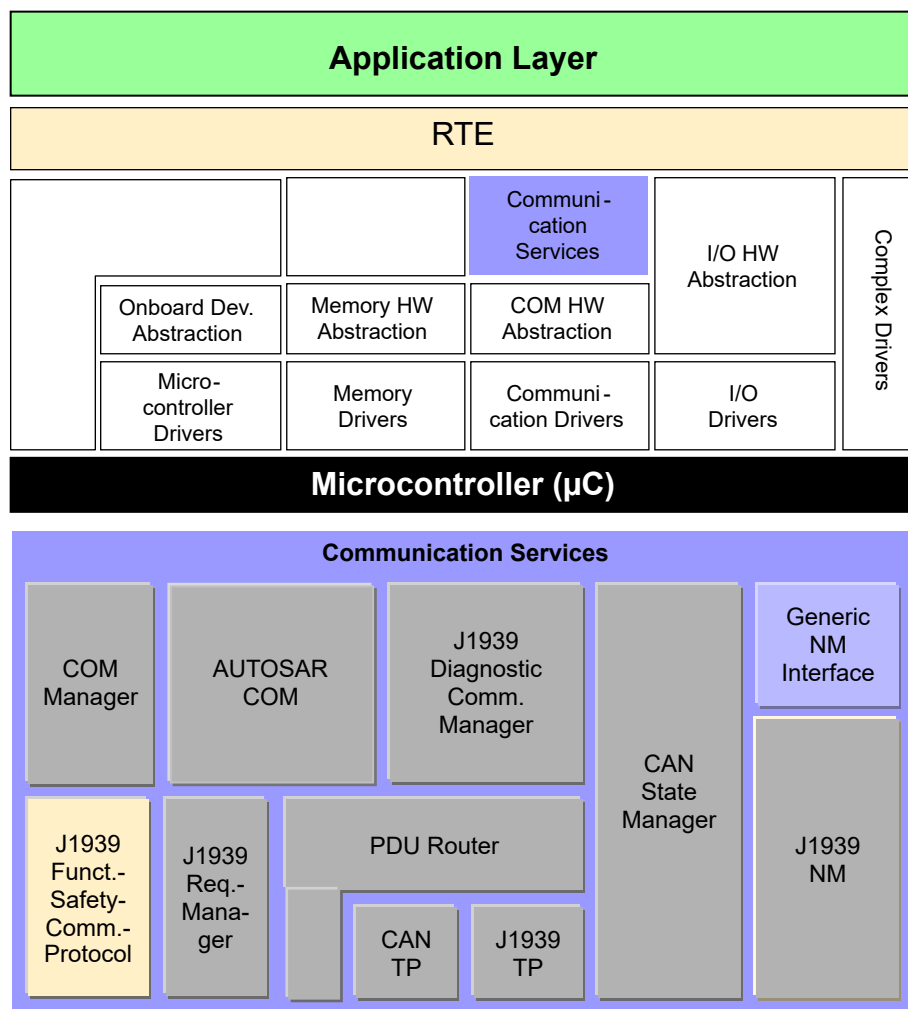 Application Layer
RTE
Communi-
cation
Services
I/O HW
Abstraction
Complex Drivers
Onboard Dev.
Abstraction
Memory HW
Abstraction
COM HW
Abstraction
Micro-
controller
Drivers
Memory
Drivers
Communi-
cation Drivers
I/O
Drivers
Microcontroller (µC)
Communication Services
COM
Manager
AUTOSAR
COM
J1939
Diagnostic
Comm.
Manager
CAN
State
Manager
Generic
NM
Interface
J1939
Funct.-
Safety-
Comm.-
Protocol
J1939
Req.-
Mana-
ger
PDU Router
CAN
TP
J1939
TP
J1939
NM